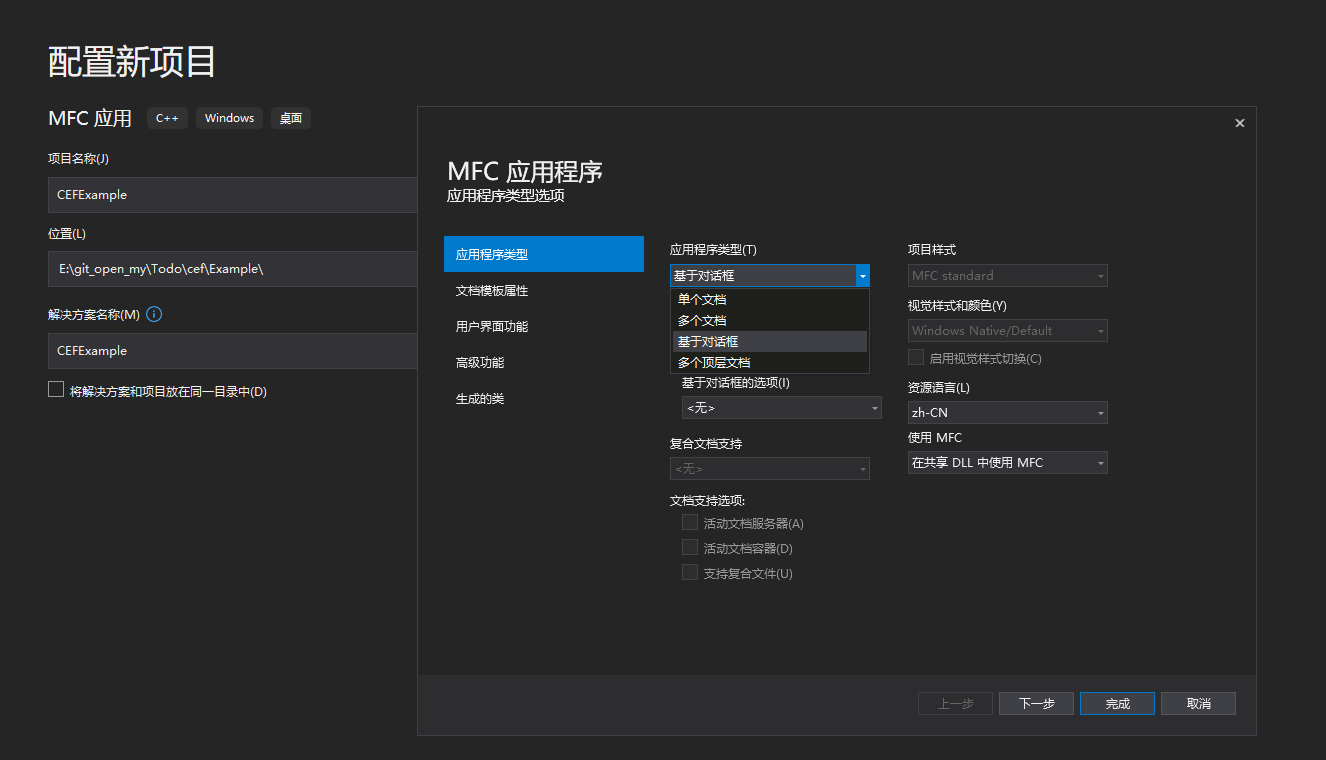 配置新项目
MFC 应用 C++ Windows 桌面
项目名称(J)
CEFExample
位置(L)
E:\git_open_my\Todo\cef\Example\
解决方案名称(M)
CEFExample
将解决方案和项目放在同一目录中(D)
MFC 应用程序
应用程序类型选项
应用程序类型
文档模板属性
用户界面功能
高级功能
生成的类
应用程序类型(T)
基于对话框
单个文档
多个文档
基于对话框
多个顶层文档
基于对话框的选项(I)
<无>
复合文档支持
<无>
文档支持选项:
活动文档服务器(A)
活动文档容器(D)
支持复合文件(U)
项目样式
MFC standard
视觉样式和颜色(Y)
Windows Native/Default
启用视觉样式切换(C)
资源语言(L)
zh-CN
使用 MFC
在共享 DLL 中使用 MFC
上一步 下一步 完成 取消